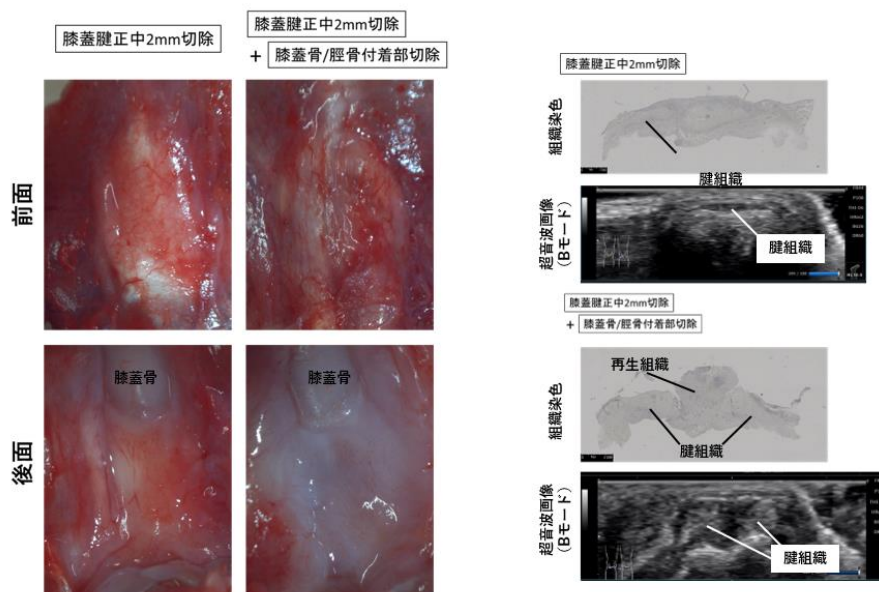 膝蓋腱正中2mm切除
膝蓋腱正中2mm切除
+ 膝蓋骨/脛骨付着部切除
前面
後面
膝蓋骨
膝蓋骨
膝蓋腱正中2mm切除
組織染色
腱組織
超音波画像
(Bモード)
腱組織
膝蓋腱正中2mm切除
+ 膝蓋骨/脛骨付着部切除
組織染色
再生組織
腱組織
超音波画像
(Bモード)
腱組織